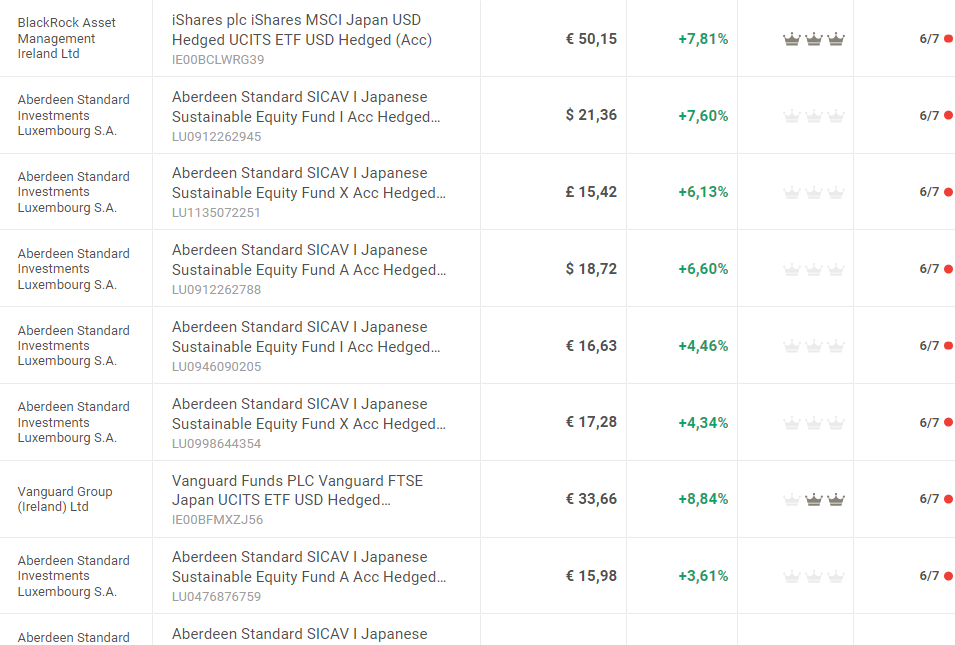 BlackRock Asset
Management
Ireland Ltd
iShares plc iShares MSCI Japan USD
Hedged UCITS ETF USD Hedged (Acc)
IE00BCLWRG39
€ 50,15
+7,81%
6/7
Aberdeen Standard
Investments
Luxembourg S.A.
Aberdeen Standard SICAV I Japanese
Sustainable Equity Fund I Acc Hedged…
LU0912262945
$ 21,36
+7,60%
6/7
Aberdeen Standard
Investments
Luxembourg S.A.
Aberdeen Standard SICAV I Japanese
Sustainable Equity Fund X Acc Hedged…
LU1135072251
£ 15,42
+6,13%
6/7
Aberdeen Standard
Investments
Luxembourg S.A.
Aberdeen Standard SICAV I Japanese
Sustainable Equity Fund A Acc Hedged…
LU0912262788
$ 18,72
+6,60%
6/7
Aberdeen Standard
Investments
Luxembourg S.A.
Aberdeen Standard SICAV I Japanese
Sustainable Equity Fund I Acc Hedged…
LU0946090205
€ 16,63
+4,46%
6/7
Aberdeen Standard
Investments
Luxembourg S.A.
Aberdeen Standard SICAV I Japanese
Sustainable Equity Fund X Acc Hedged…
LU0998644354
€ 17,28
+4,34%
6/7
Vanguard Group
(Ireland) Ltd
Vanguard Funds PLC Vanguard FTSE
Japan UCITS ETF USD Hedged…
IE00BFMXZJ56
€ 33,66
+8,84%
6/7
Aberdeen Standard
Investments
Luxembourg S.A.
Aberdeen Standard SICAV I Japanese
Sustainable Equity Fund A Acc Hedged…
LU0476876759
€ 15,98
+3,61%
6/7
Aberdeen Standard
Aberdeen Standard SICAV I Japanese